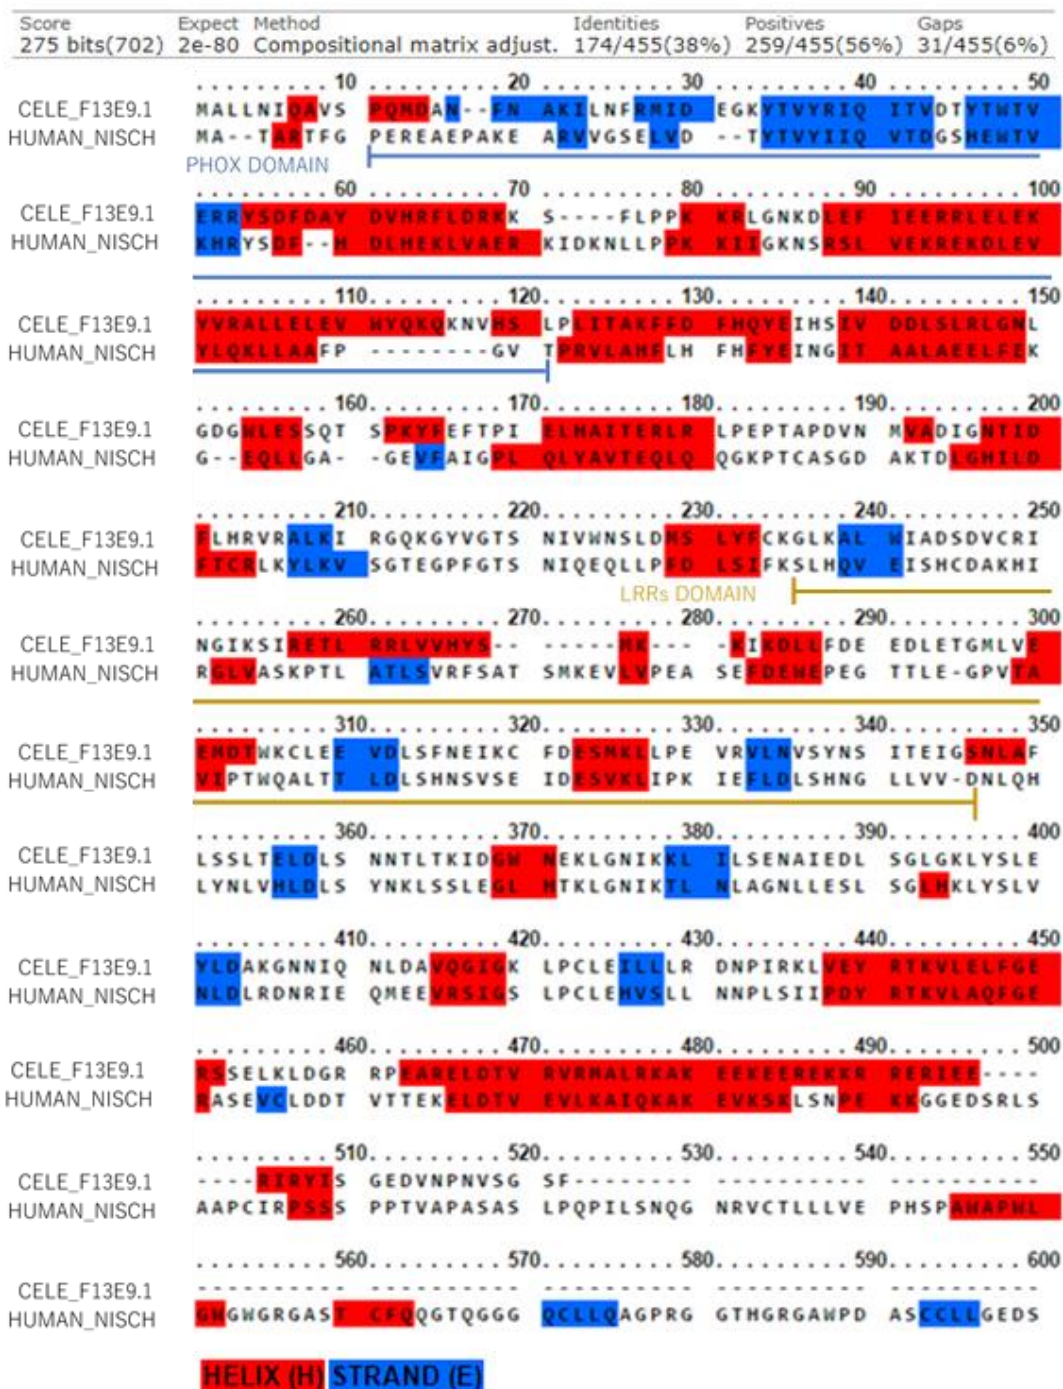 Score Expect Method Identities Positives Gaps
275 bits(702) 2e-80 Compositional matrix adjust. 174/455(38%) 259/455(56%) 31/455(6%)
.........10.........20.........30.........40.........50
CELE_F13E9.1 MALLNIQAVS PQMDAN--FN AKILNFRMID EGKYTVYRIQ ITVDTYTWTV
HUMAN_NISCH MA--TARTFG PEREAEPAKE ARVVGSELVD --TYTVYIIQ VTDGSHEWTV
PHOX DOMAIN
.........60.........70.........80.........90.........100
CELE_F13E9.1 ERRYSDFDAY DVHRFLDRKK S----FLPPK KRLGNKDLEF IEERRLELEK
HUMAN_NISCH KHRYSDF--H DLHEKLVAER KIDKNLLPPK KIIGKNSRSL VEKREKDLEV
.........110.........120.........130.........140.........150
CELE_F13E9.1 YVRALLELEV WYQKQKNVHS LPLITAKFFD FHQYEIHSIV DDLSLRLGNL
HUMAN_NISCH YLQKLLAAFP --------GV TPRVLAHFLH FHFYEINGIT AALAEELFEK
.........160.........170.........180.........190.........200
CELE_F13E9.1 GDGWLESSQT SPKYFEFTPI ELHAITERLR LPEPTAPDVN MVADIGNTID
HUMAN_NISCH G--EQLLGA- -GEVFAIGPL QLYAVTEQLQ QGKPTCASGD AKTDLGHILD
.........210.........220.........230.........240.........250
CELE_F13E9.1 FLHRVRALKI RGQKGYVGTS NIVWNSLDMS LYFCKGLKAL WIADSDVCRI
HUMAN_NISCH FTCRLKYLKV SGTEGPFGTS NIQEQLLPFD LSIFKSLHQV EISHCDAKHI
LRRs DOMAIN
.........260.........270.........280.........290.........300
CELE_F13E9.1 NGIKSIRETL RRLVVHYS-- -----MK--- -KIKDLLFDE EDLETGMLVE
HUMAN_NISCH RGLVASKPTL ATLSVRFSAT SMKEVLVPEA SEFDEWEPEG TTLE-GPVTA
.........310.........320.........330.........340.........350
CELE_F13E9.1 EMDTWKCLEE VDLSFNEIKC FDESMKLLPE VRVLNVSYNS ITEIGSNLAF
HUMAN_NISCH VIPTWQALTT LDLSHNSVSE IDESVKLIPK IEFLDLSHNG LLVV-DNLQH
.........360.........370.........380.........390.........400
CELE_F13E9.1 LSSLTELDLS NNTLTKIDGW NEKLGNIKKL ILSENAIEDL SGLGKLYSLE
HUMAN_NISCH LYNLVHLDLS YNKLSSLEGL HTKLGNIKTL NLAGNLLESL SGLHKLYSLV
.........410.........420.........430.........440.........450
CELE_F13E9.1 YLDAKGNNIQ NLDAVQGIGK LPCLEILLLR DNPIRKLVEY RTKVLELFGE
HUMAN_NISCH NLDLRDNRIE QMEEVRSIGS LPCLEHVSLL NNPLSIIPDY RTKVLAQFGE
.........460.........470.........480.........490.........500
CELE_F13E9.1 RSSELKLDGR RPEARELDTV RVRMALRKAK EEKEEREKKR RERIEE----
HUMAN_NISCH RASEVCLDDT VTTEKELDTV EVLKAIQKAK EVKSKLSNPE KKGGEDSRLS
.........510.........520.........530.........540.........550
CELE_F13E9.1 ----RIRYIS GEDVNPNVSG SF-------- ---------- ----------
HUMAN_NISCH AAPCIRPSSS PPTVAPASAS LPQPILSNQG NRVCTLLLVE PHSPAWAPWL
.........560.........570.........580.........590.........600
CELE_F13E9.1 ---------- ---------- ---------- ---------- ----------
HUMAN_NISCH GWGWGRGAST CFQQGTQGGG QCLLQAGPRG GTHGRGAWPD ASCCLLGEDS
HELIX (H) STRAND (E)